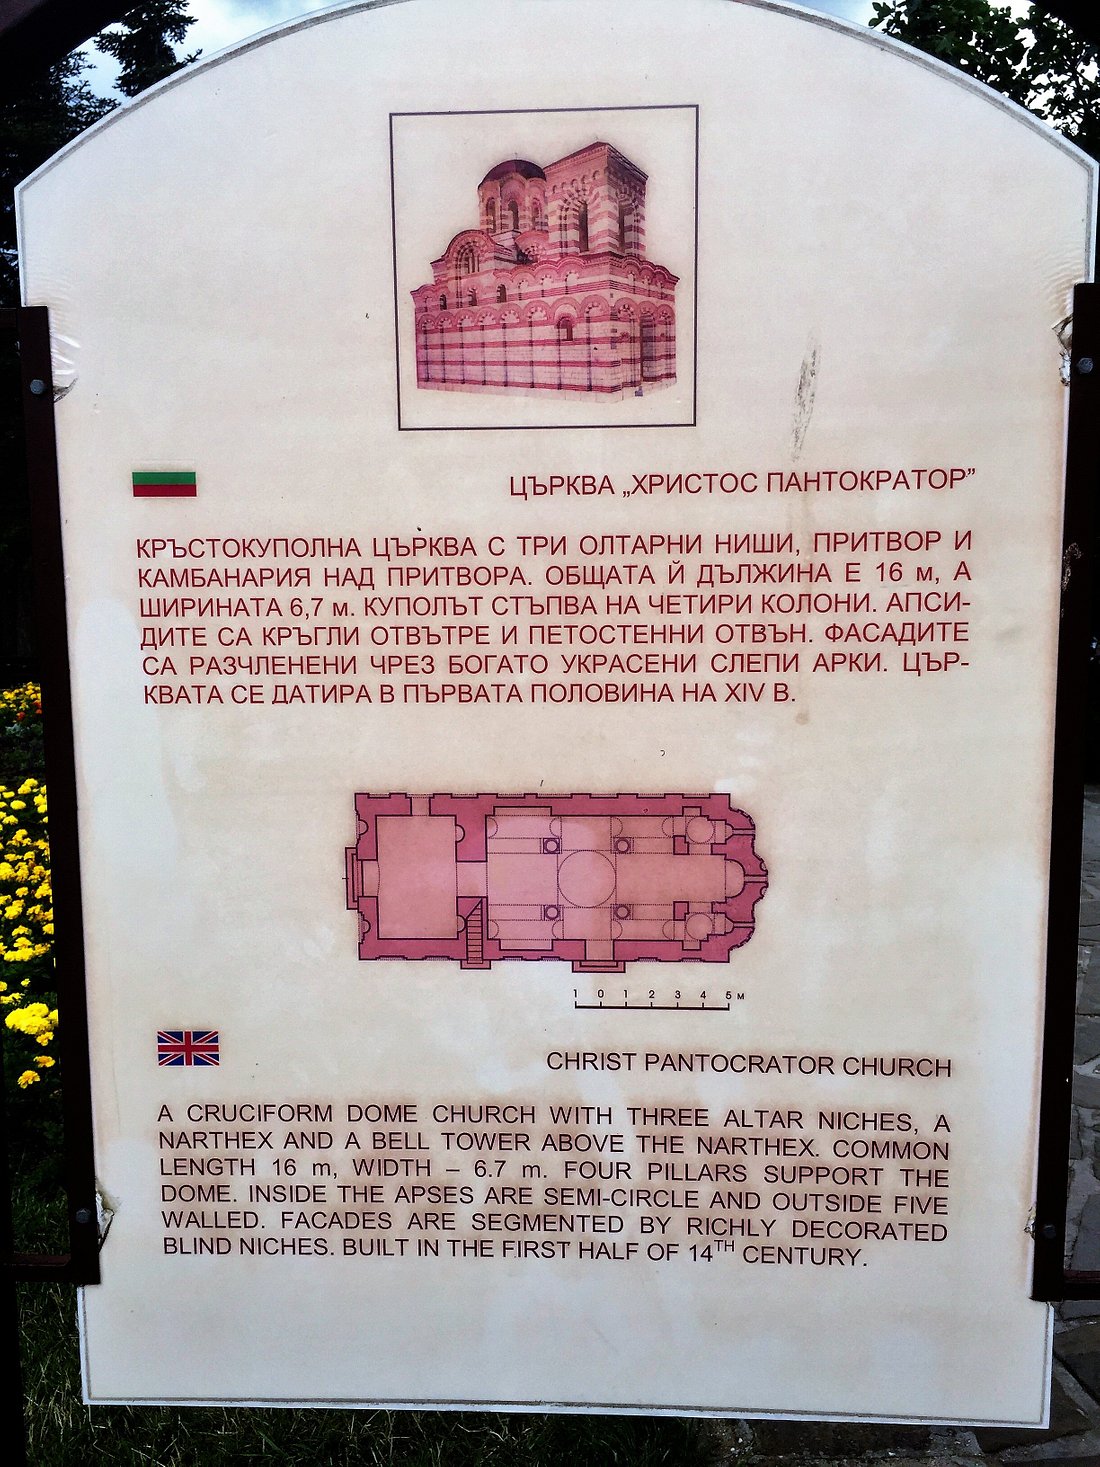 ЦЪРКВА „ХРИСТОС ПАНТОКРАТОР”
КРЪСТОКУПОЛНА ЦЪРКВА С ТРИ ОЛТАРНИ НИШИ, ПРИТВОР И
КАМБАНАРИЯ НАД ПРИТВОРА. ОБЩАТА Й ДЪЛЖИНА Е 16 м, А
ШИРИНАТА 6,7 м. КУПОЛЪТ СТЪПВА НА ЧЕТИРИ КОЛОНИ. АПСИ-
ДИТЕ СА КРЪГЛИ ОТВЪТРЕ И ПЕТОСТЕННИ ОТВЪН. ФАСАДИТЕ
СА РАЗЧЛЕНЕНИ ЧРЕЗ БОГАТО УКРАСЕНИ СЛЕПИ АРКИ. ЦЪР-
КВАТА СЕ ДАТИРА В ПЪРВАТА ПОЛОВИНА НА XIV В.
1 0 1 2 3 4 5 м
CHRIST PANTOCRATOR CHURCH
A CRUCIFORM DOME CHURCH WITH THREE ALTAR NICHES, A
NARTHEX AND A BELL TOWER ABOVE THE NARTHEX. COMMON
LENGTH 16 m, WIDTH – 6.7 m. FOUR PILLARS SUPPORT THE
DOME. INSIDE THE APSES ARE SEMI-CIRCLE AND OUTSIDE FIVE
WALLED. FACADES ARE SEGMENTED BY RICHLY DECORATED
BLIND NICHES. BUILT IN THE FIRST HALF OF 14TH CENTURY.